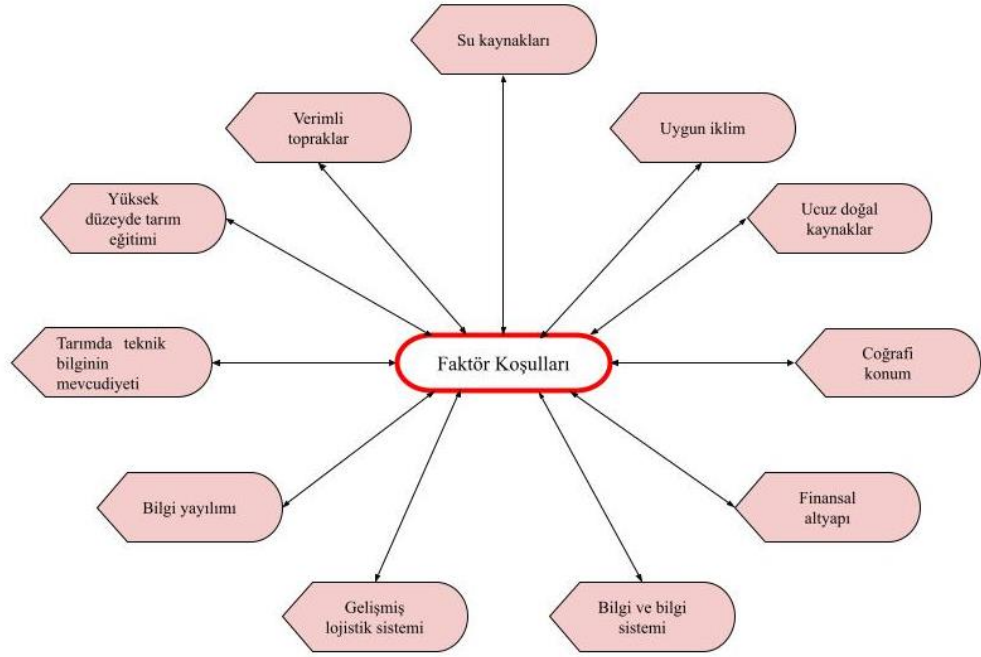 Su kaynakları
Verimli
topraklar
Uygun iklim
Yüksek
düzeyde tarım
eğitimi
Ucuz doğal
kaynaklar
Tarımda teknik
bilginin
mevcudiyeti
Faktör Koşulları
Coğrafi
konum
Bilgi yayılımı
Finansal
altyapı
Gelişmiş
lojistik sistemi
Bilgi ve bilgi
sistemi